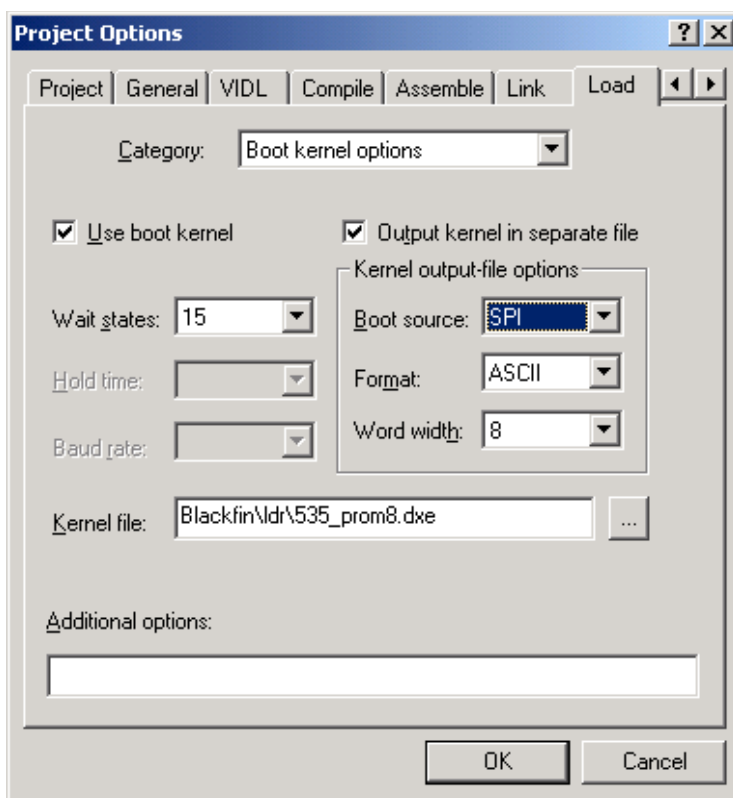 Project Options
Project General VIDL Compile Assemble Link Load
Category: Boot kernel options
Use boot kernel Output kernel in separate file
Kernel output-file options
Wait states: 15 Boot source: SPI
Hold time: Format: ASCII
Baud rate: Word width: 8
Kernel file: Blackfin\ldr\535_prom8.dxe ...
Additional options:
OK Cancel